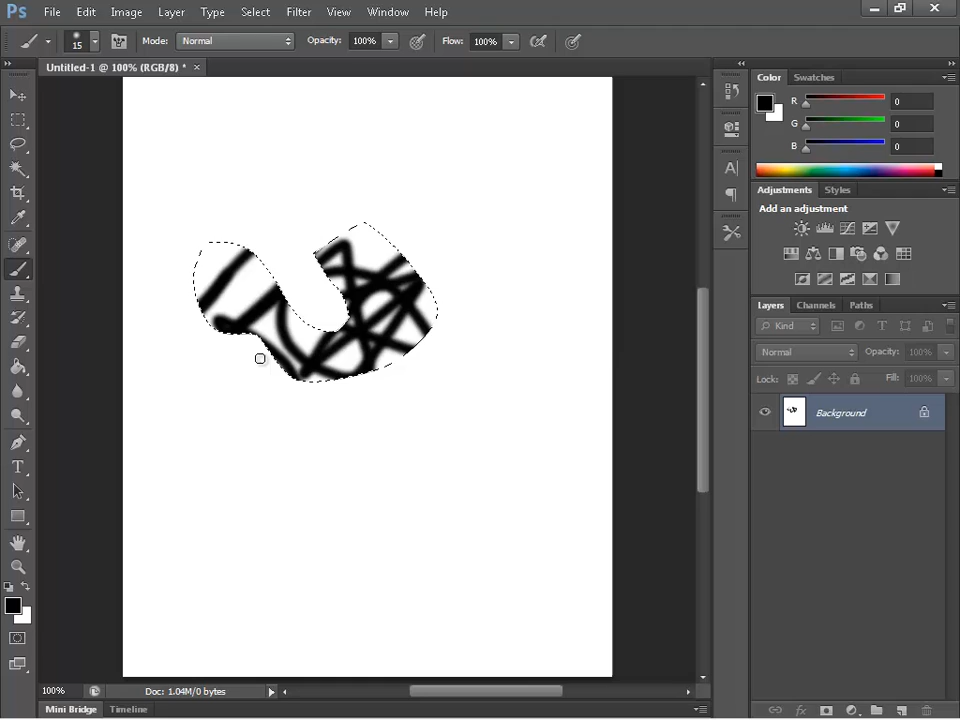 Ps File Edit Image Layer Type Select Filter View Window Help
15 Mode: Normal Opacity: 100% Flow: 100%
Untitled-1 @ 100% (RGB/8) * ×
Color Swatches
R 0
G 0
B 0
Adjustments Styles
Add an adjustment
Layers Channels Paths
Kind
Normal Opacity: 100%
Lock: Fill: 100%
Background
100% Doc: 1.04M/0 bytes
Mini Bridge Timeline